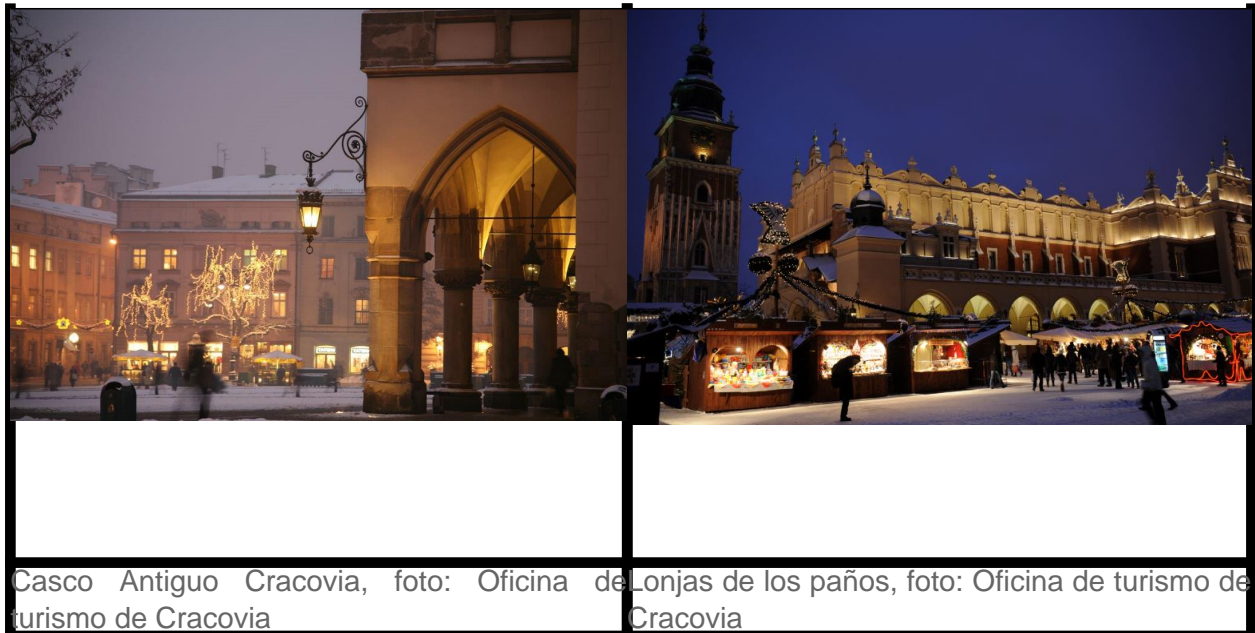 Casco Antiguo Cracovia, foto: Oficina de
turismo de Cracovia
Lonjas de los paños, foto: Oficina de turismo de
Cracovia